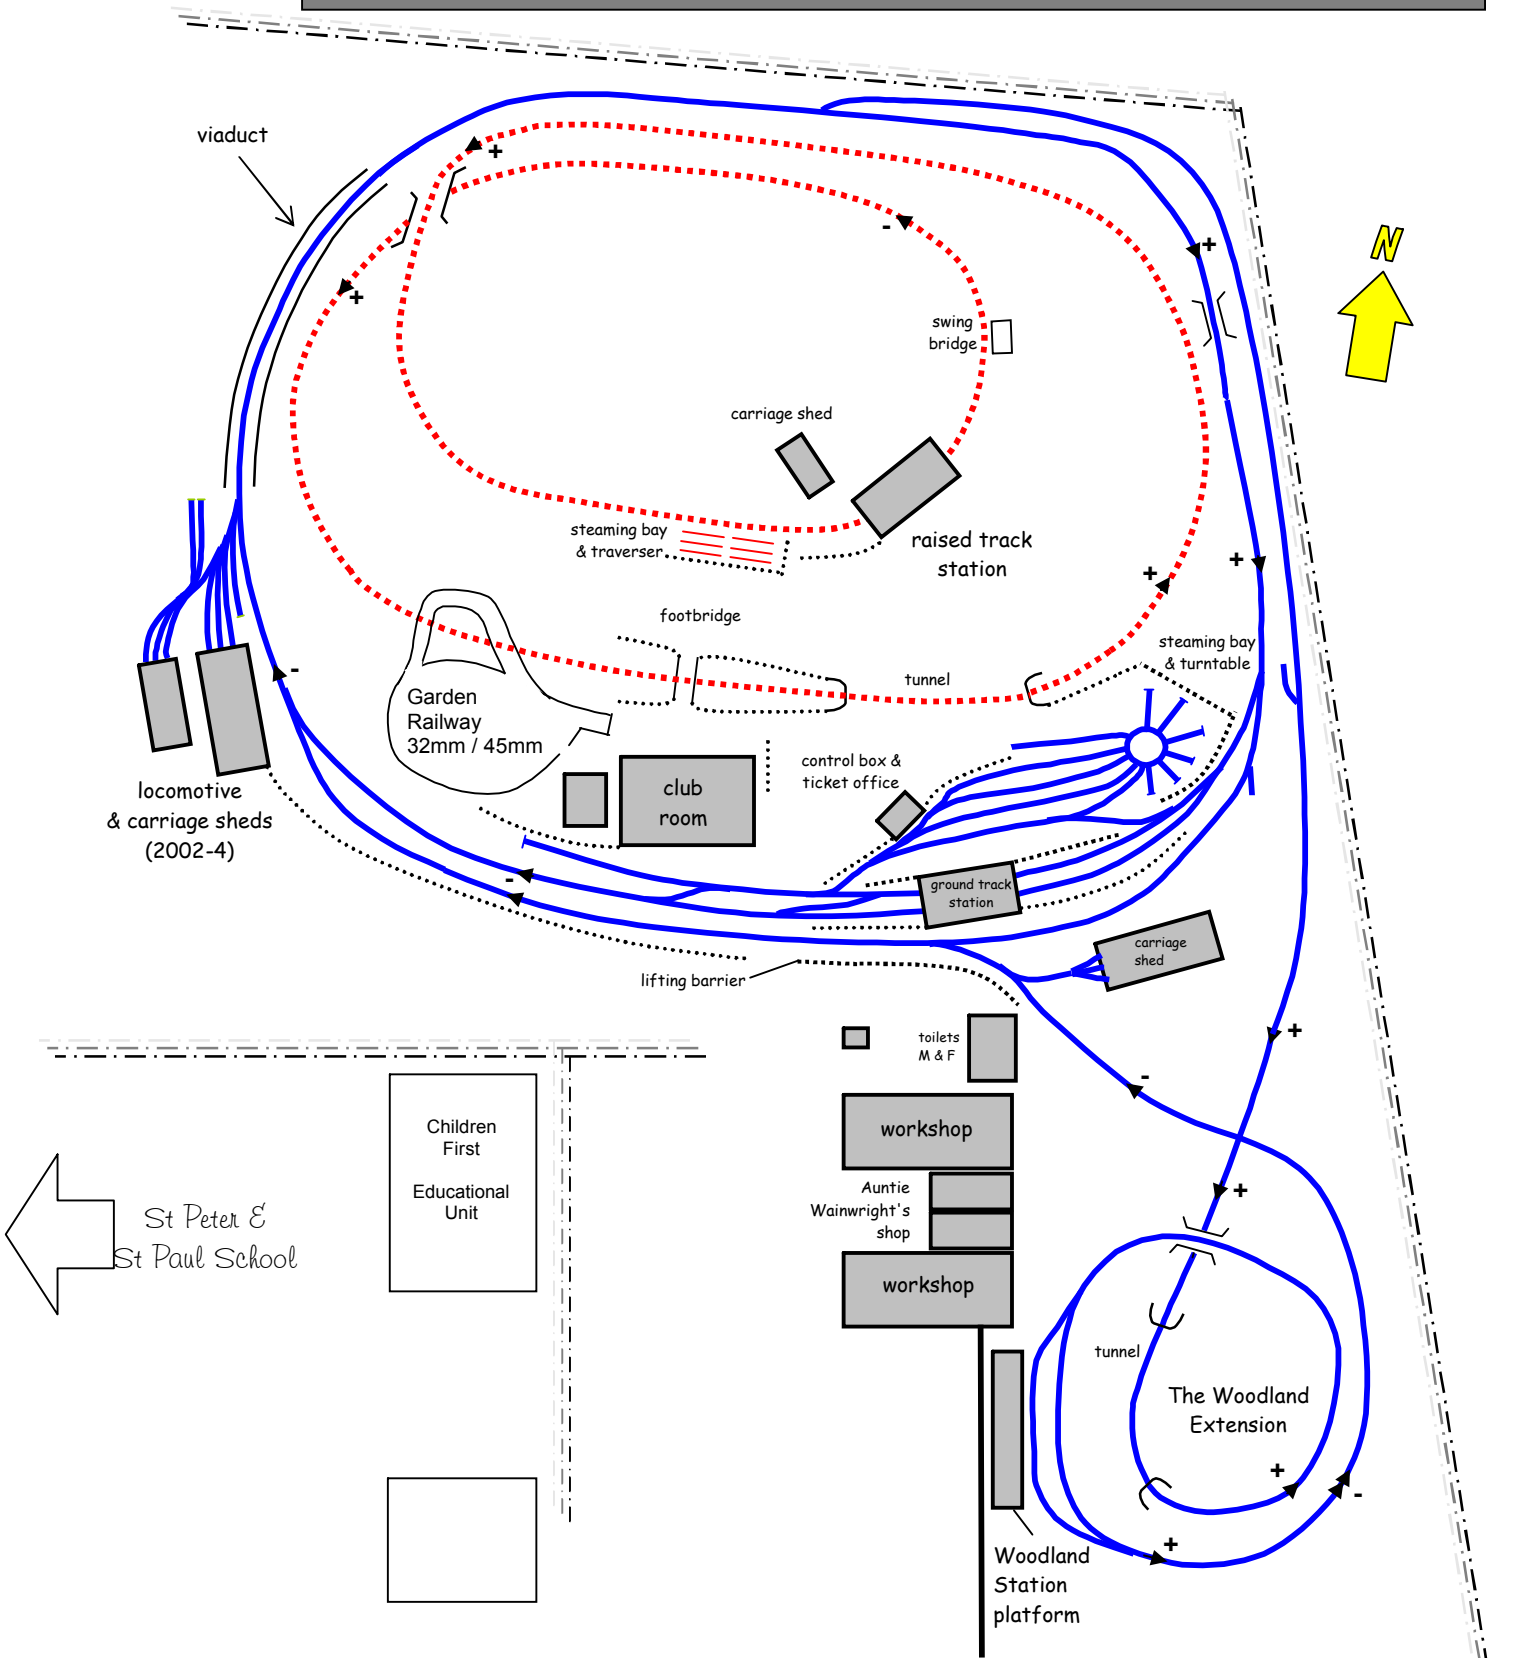 viaduct
+
+
N
-
+
swing
bridge
carriage shed
steaming bay
& traverser
raised track
station
+
+
footbridge
steaming bay
& turntable
-
tunnel
Garden
Railway
32mm / 45mm
control box &
ticket office
club
room
locomotive
& carriage sheds
(2002-4)
-
ground track
station
carriage
shed
lifting barrier
+
toilets
M & F
-
Children
First
Educational
Unit
workshop
+
Auntie
Wainwright's
shop
St Peter &
St Paul School
workshop
tunnel
The Woodland
Extension
+
-
+
Woodland
Station
platform